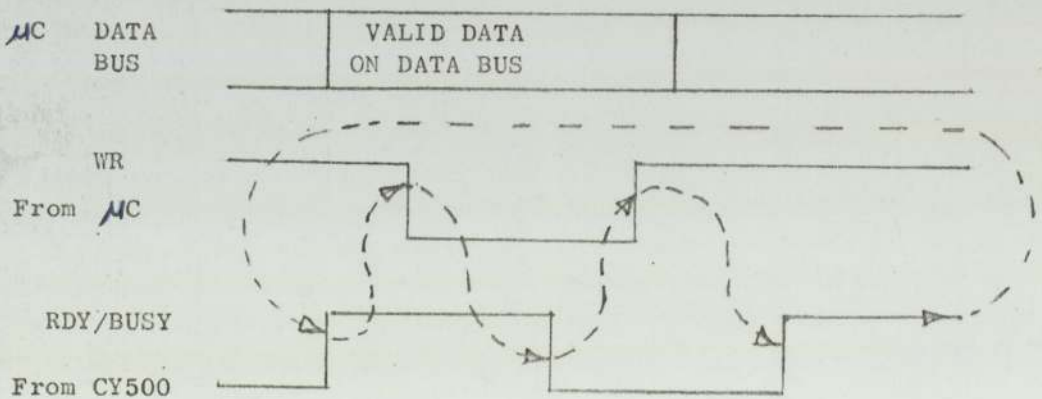 μC DATA VALID DATA
BUS ON DATA BUS
WR
From μC
RDY/BUSY
From CY500